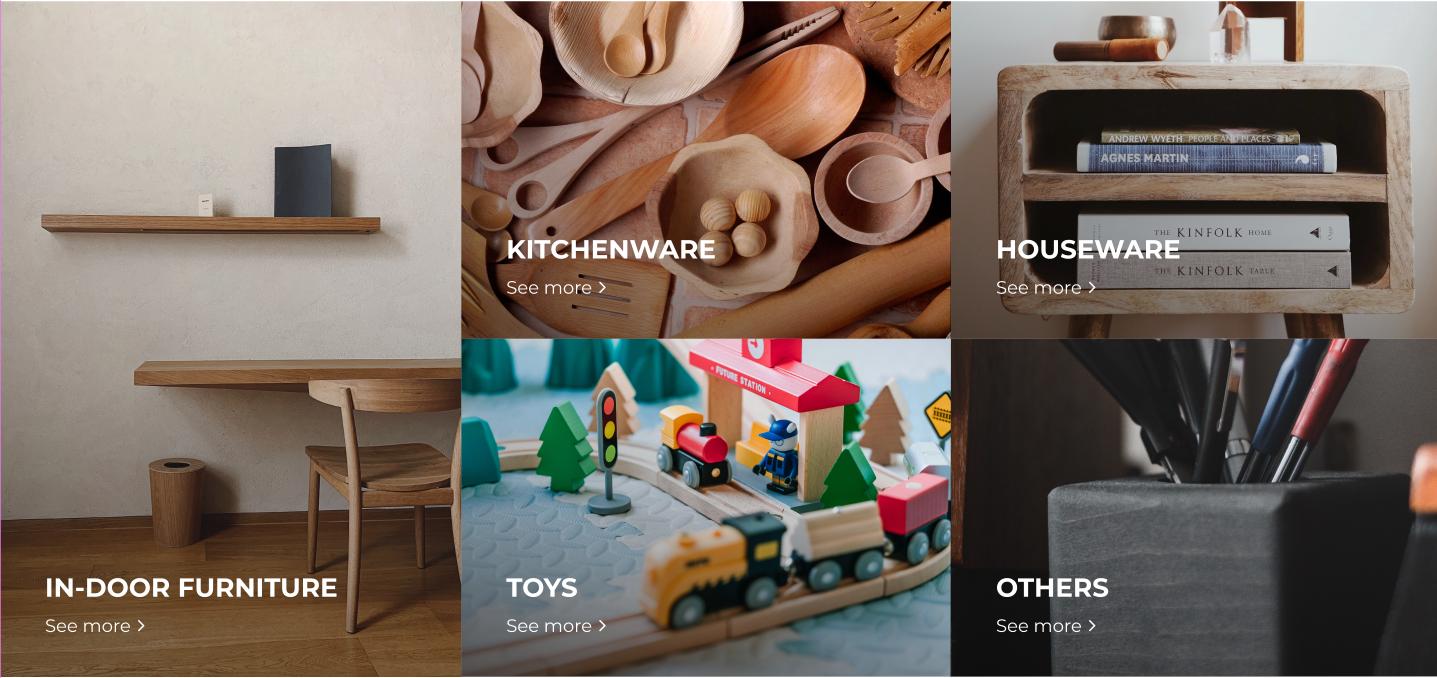 KITCHENWARE
See more
ANDREW WYETH PEOPLE AND PLACES
AGNES MARTIN
THE KINFOLK HOME
HOUSEWARE
THE KINFOLK TABLE
See more
FUTURE STATION
IN-DOOR FURNITURE
See more
TOYS
See more
OTHERS
See more